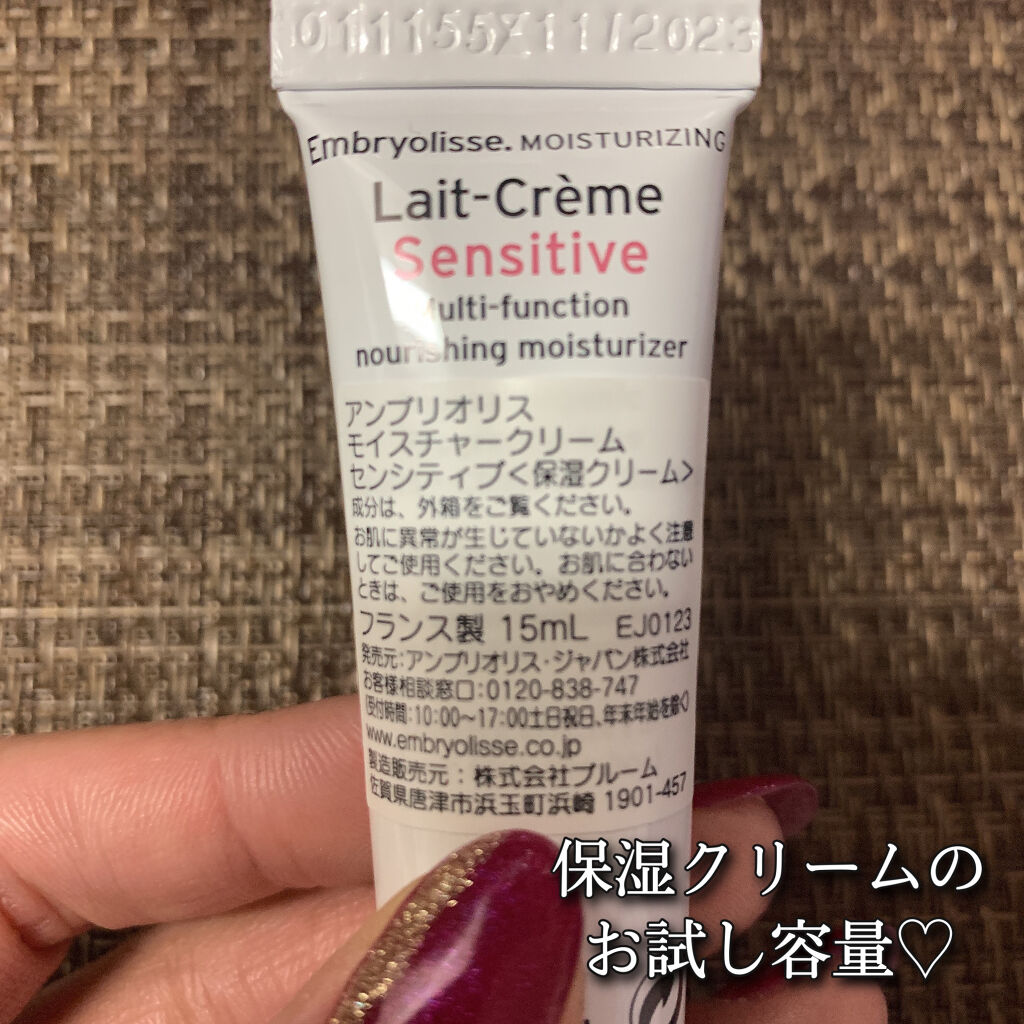 011155Z11/2023
Embryolisse. MOISTURIZING
Lait-Crème
Sensitive
Multi-function
nourishing moisturizer
アンブリオリス
モイスチャークリーム
センシティブ<保湿クリーム>
成分は、外箱をご覧ください。
お肌に異常が生じていないかよく注意
してご使用ください。お肌に合わない
ときは、ご使用をおやめください。
フランス製 15mL EJ0123
発売元:アンブリオリス・ジャパン株式会社
お客様相談窓口:0120-838-747
(受付時間:10:00~17:00土日祝日、年末年始を除く)
www.embryolisse.co.jp
製造販売元:株式会社ブルーム
佐賀県唐津市浜玉町浜崎 1901-457
保湿クリームの
お試し容量♡